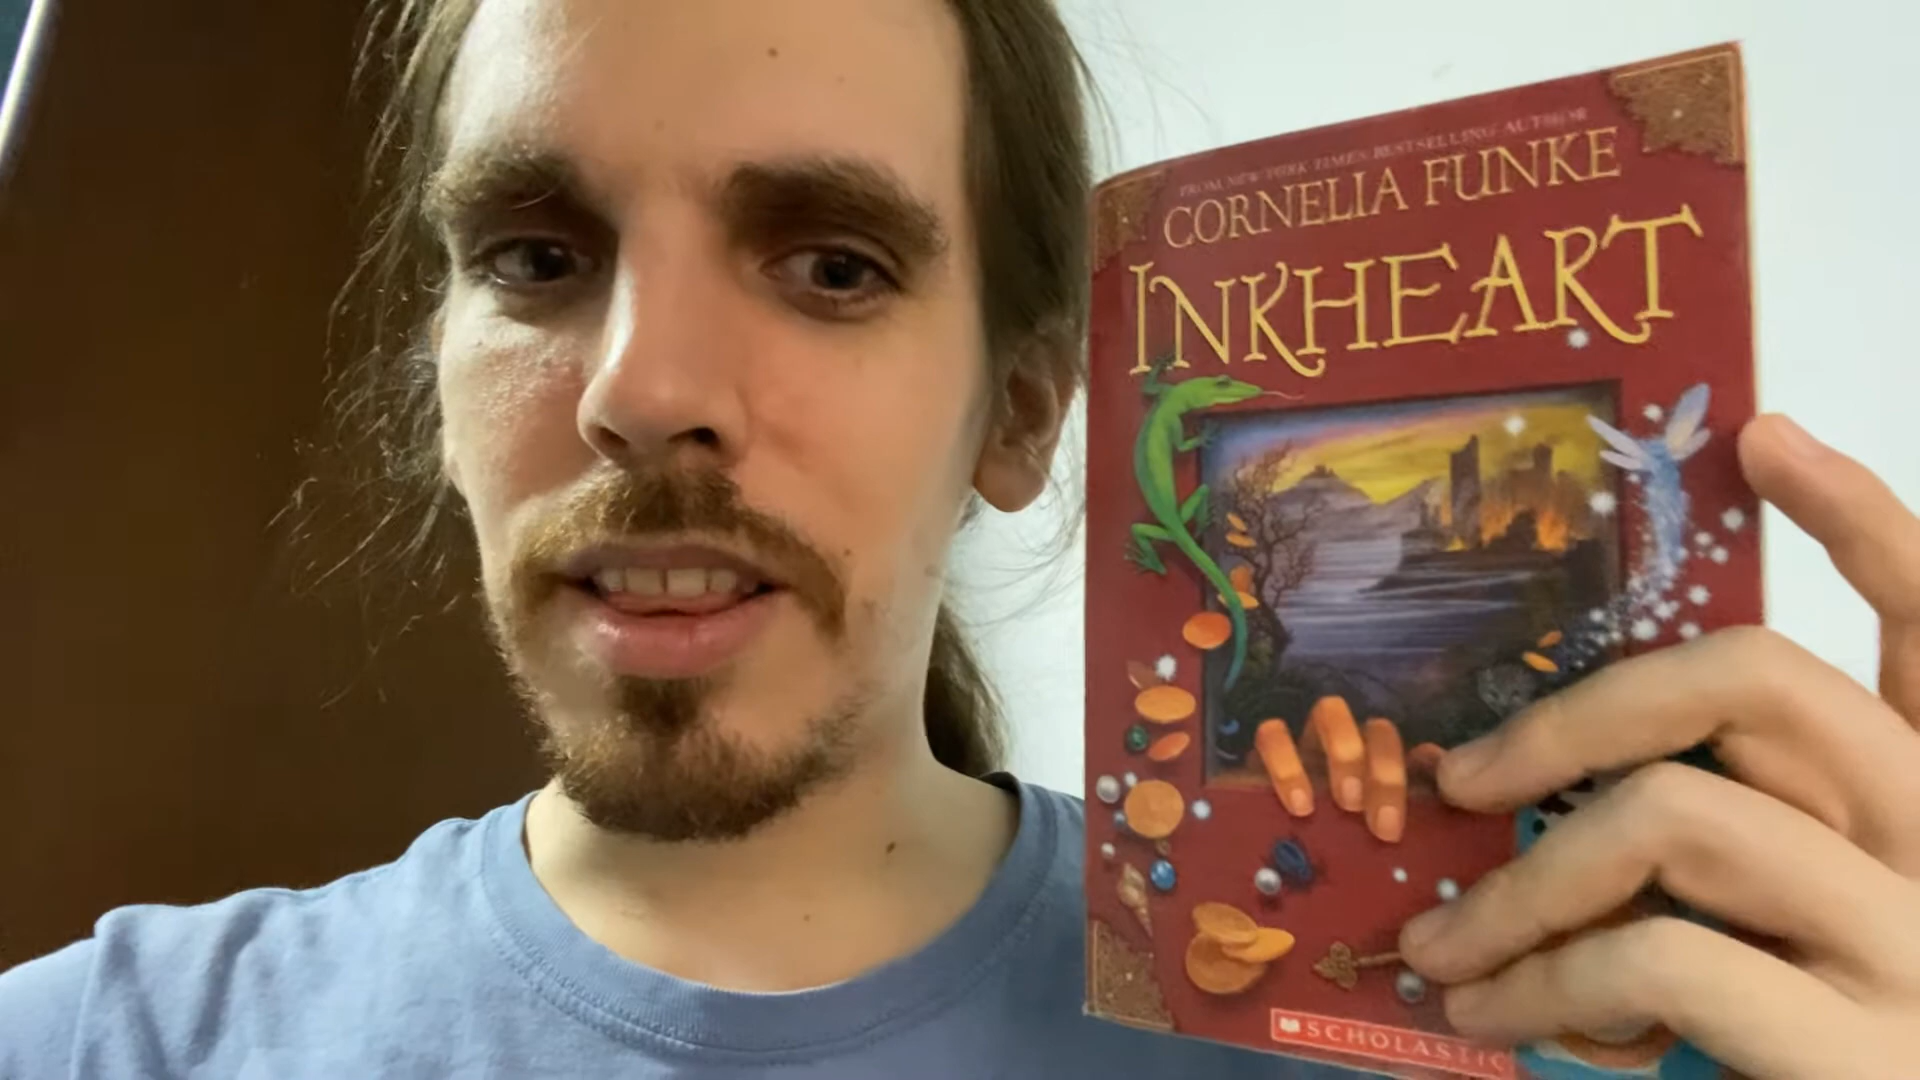 FROM NEW YORK TIMES BESTSELLING AUTHOR
CORNELIA FUNKE
INKHEART
SCHOLASTIC